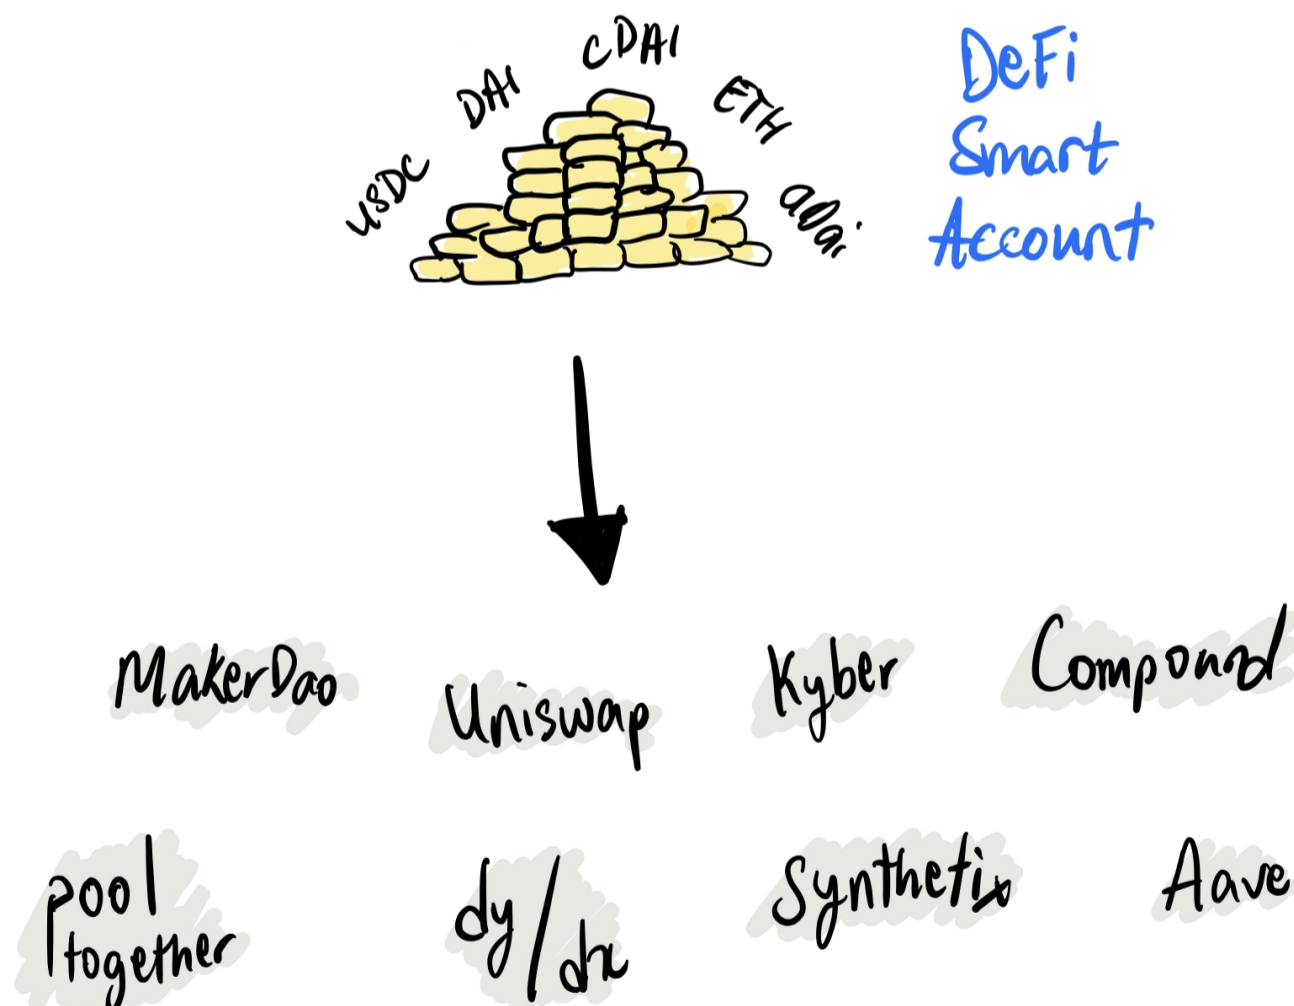 USDC
DAI
CDAI
ETH
aDai
DeFi
Smart
Account
MakerDao
Uniswap
Kyber
Compound
pool
together
dy/dx
Synthetix
Aave